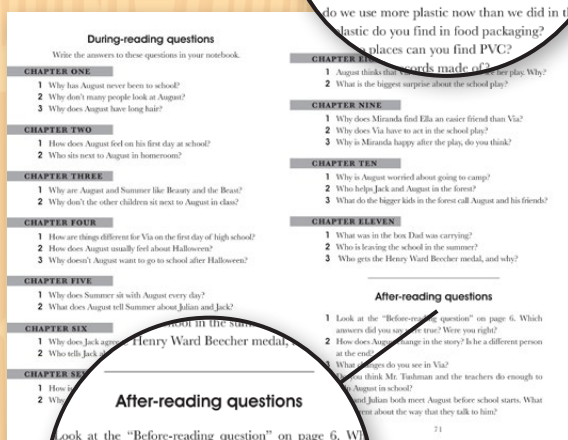 During-reading questions
Write the answers to these questions in your notebook.
CHAPTER ONE
1 Why has August never been to school?
2 Why don't many people look at August?
3 Why does August have long hair?
CHAPTER TWO
1 How does August feel on his first day at school?
2 Who sits next to August in homeroom?
CHAPTER THREE
1 Why are August and Summer like Beauty and the Beast?
2 Why don't the other children sit next to August in class?
CHAPTER FOUR
1 How are things different for Via on the first day of high school?
2 How does August usually feel about Halloween?
3 Why doesn't August want to go to school after Halloween?
CHAPTER FIVE
1 Why does Summer sit with August every day?
2 What does August tell Summer about Julian and Jack?
CHAPTER SIX
1 Why does Jack agree
2 Who tells Jack
CHAPTER
1 How
2 Why
do we use more plastic now than we did in
plastic do you find in food packaging?
places can you find PVC?
made of?
CHAPTER
1 August thinks that her play. Why?
2 What is the biggest surprise about the school play?
CHAPTER NINE
1 Why does Miranda find Ella an easier friend than Via?
2 Why does Via have to act in the school play?
3 Why is Miranda happy after the play, do you think?
CHAPTER TEN
1 Why is August worried about going to camp?
2 Who helps Jack and August in the forest?
3 What do the bigger kids in the forest call August and his friends?
CHAPTER ELEVEN
1 What was in the box Dad was carrying?
2 Who is leaving the school in the summer?
3 Who gets the Henry Ward Beecher medal, and why?
After-reading questions
1 Look at the "Before-reading question" on page 6. Which
answers did you say were true? Were you right?
2 How does August change in the story? Is he a different person
at the end?
What changes do you see in Via?
you think Mr. Tushman and the teachers do enough to
August in school?
and Julian both meet August before school starts. What
about the way that they talk to him?
71
in the
Henry Ward Beecher medal,
After-reading questions
Look at the "Before-reading question" on page 6.